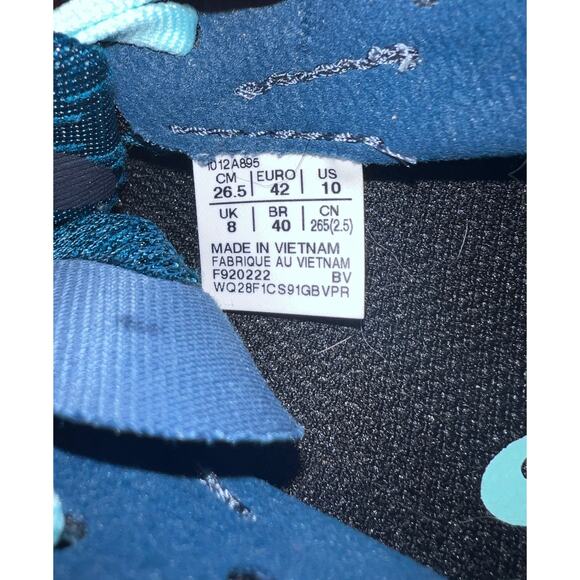 1012A895
CM EURO US
26.5 42 10
UK BR CN
8 40 265(2.5)
MADE IN VIETNAM
FABRIQUE AU VIETNAM
F920222 BV
WQ28F1CS91GBVPR